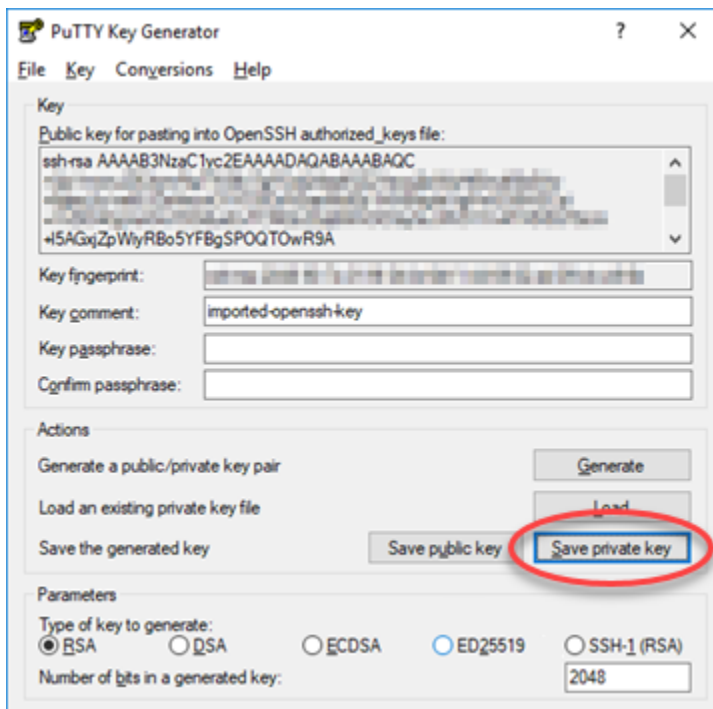 PuTTY Key Generator ? ×
File Key Conversions Help
Key
Public key for pasting into OpenSSH authorized_keys file:
ssh-rsa AAAAB3NzaC1yc2EAAAADAQABAAABAQC
+I5AGxjZpWiyRBo5YFBgSPOQTOwR9A
Key fingerprint:
Key comment: imported-openssh-key
Key passphrase:
Confirm passphrase:
Actions
Generate a public/private key pair Generate
Load an existing private key file Load
Save the generated key Save public key Save private key
Parameters
Type of key to generate:
RSA DSA ECDSA ED25519 SSH-1 (RSA)
Number of bits in a generated key: 2048